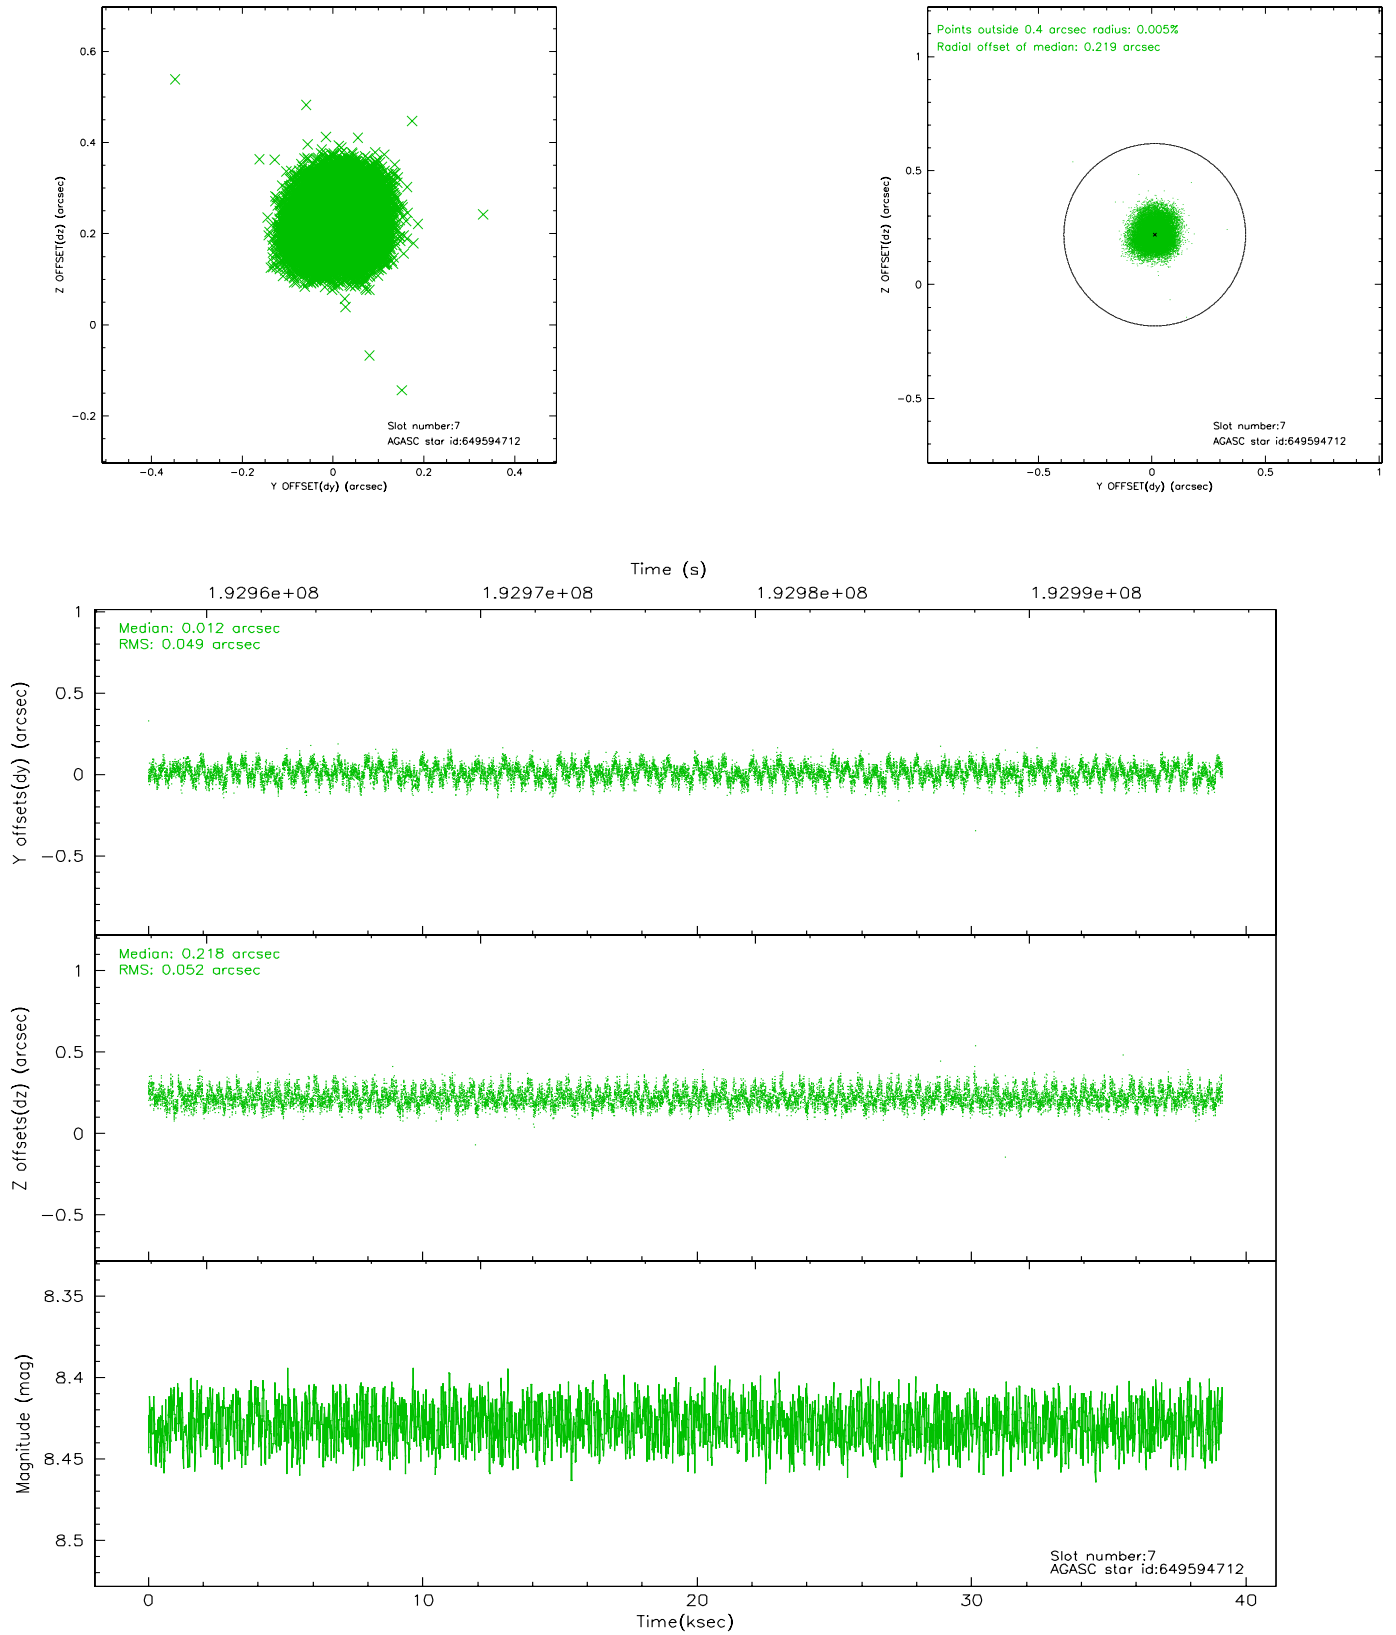 0.6
0.4
0.2
0
−0.2
Z OFFSET(dz) (arcsec)
Slot number:7
AGASC star id:649594712
−0.4 −0.2 0 0.2 0.4
Y OFFSET(dy) (arcsec)
Points outside 0.4 arcsec radius: 0.005%
Radial offset of median: 0.219 arcsec
1
0.5
0
−0.5
Z OFFSET(dz) (arcsec)
Slot number:7
AGASC star id:649594712
−0.5 0 0.5 1
Y OFFSET(dy) (arcsec)
Time (s)
1.9296e+08 1.9297e+08 1.9298e+08 1.9299e+08
Median: 0.012 arcsec
RMS: 0.049 arcsec
1
0.5
0
−0.5
Y offsets(dy) (arcsec)
Median: 0.218 arcsec
RMS: 0.052 arcsec
1
0.5
0
−0.5
Z offsets(dz) (arcsec)
8.35
8.4
8.45
8.5
Magnitude (mag)
Slot number:7
AGASC star id:649594712
0 10 20 30 40
Time(ksec)